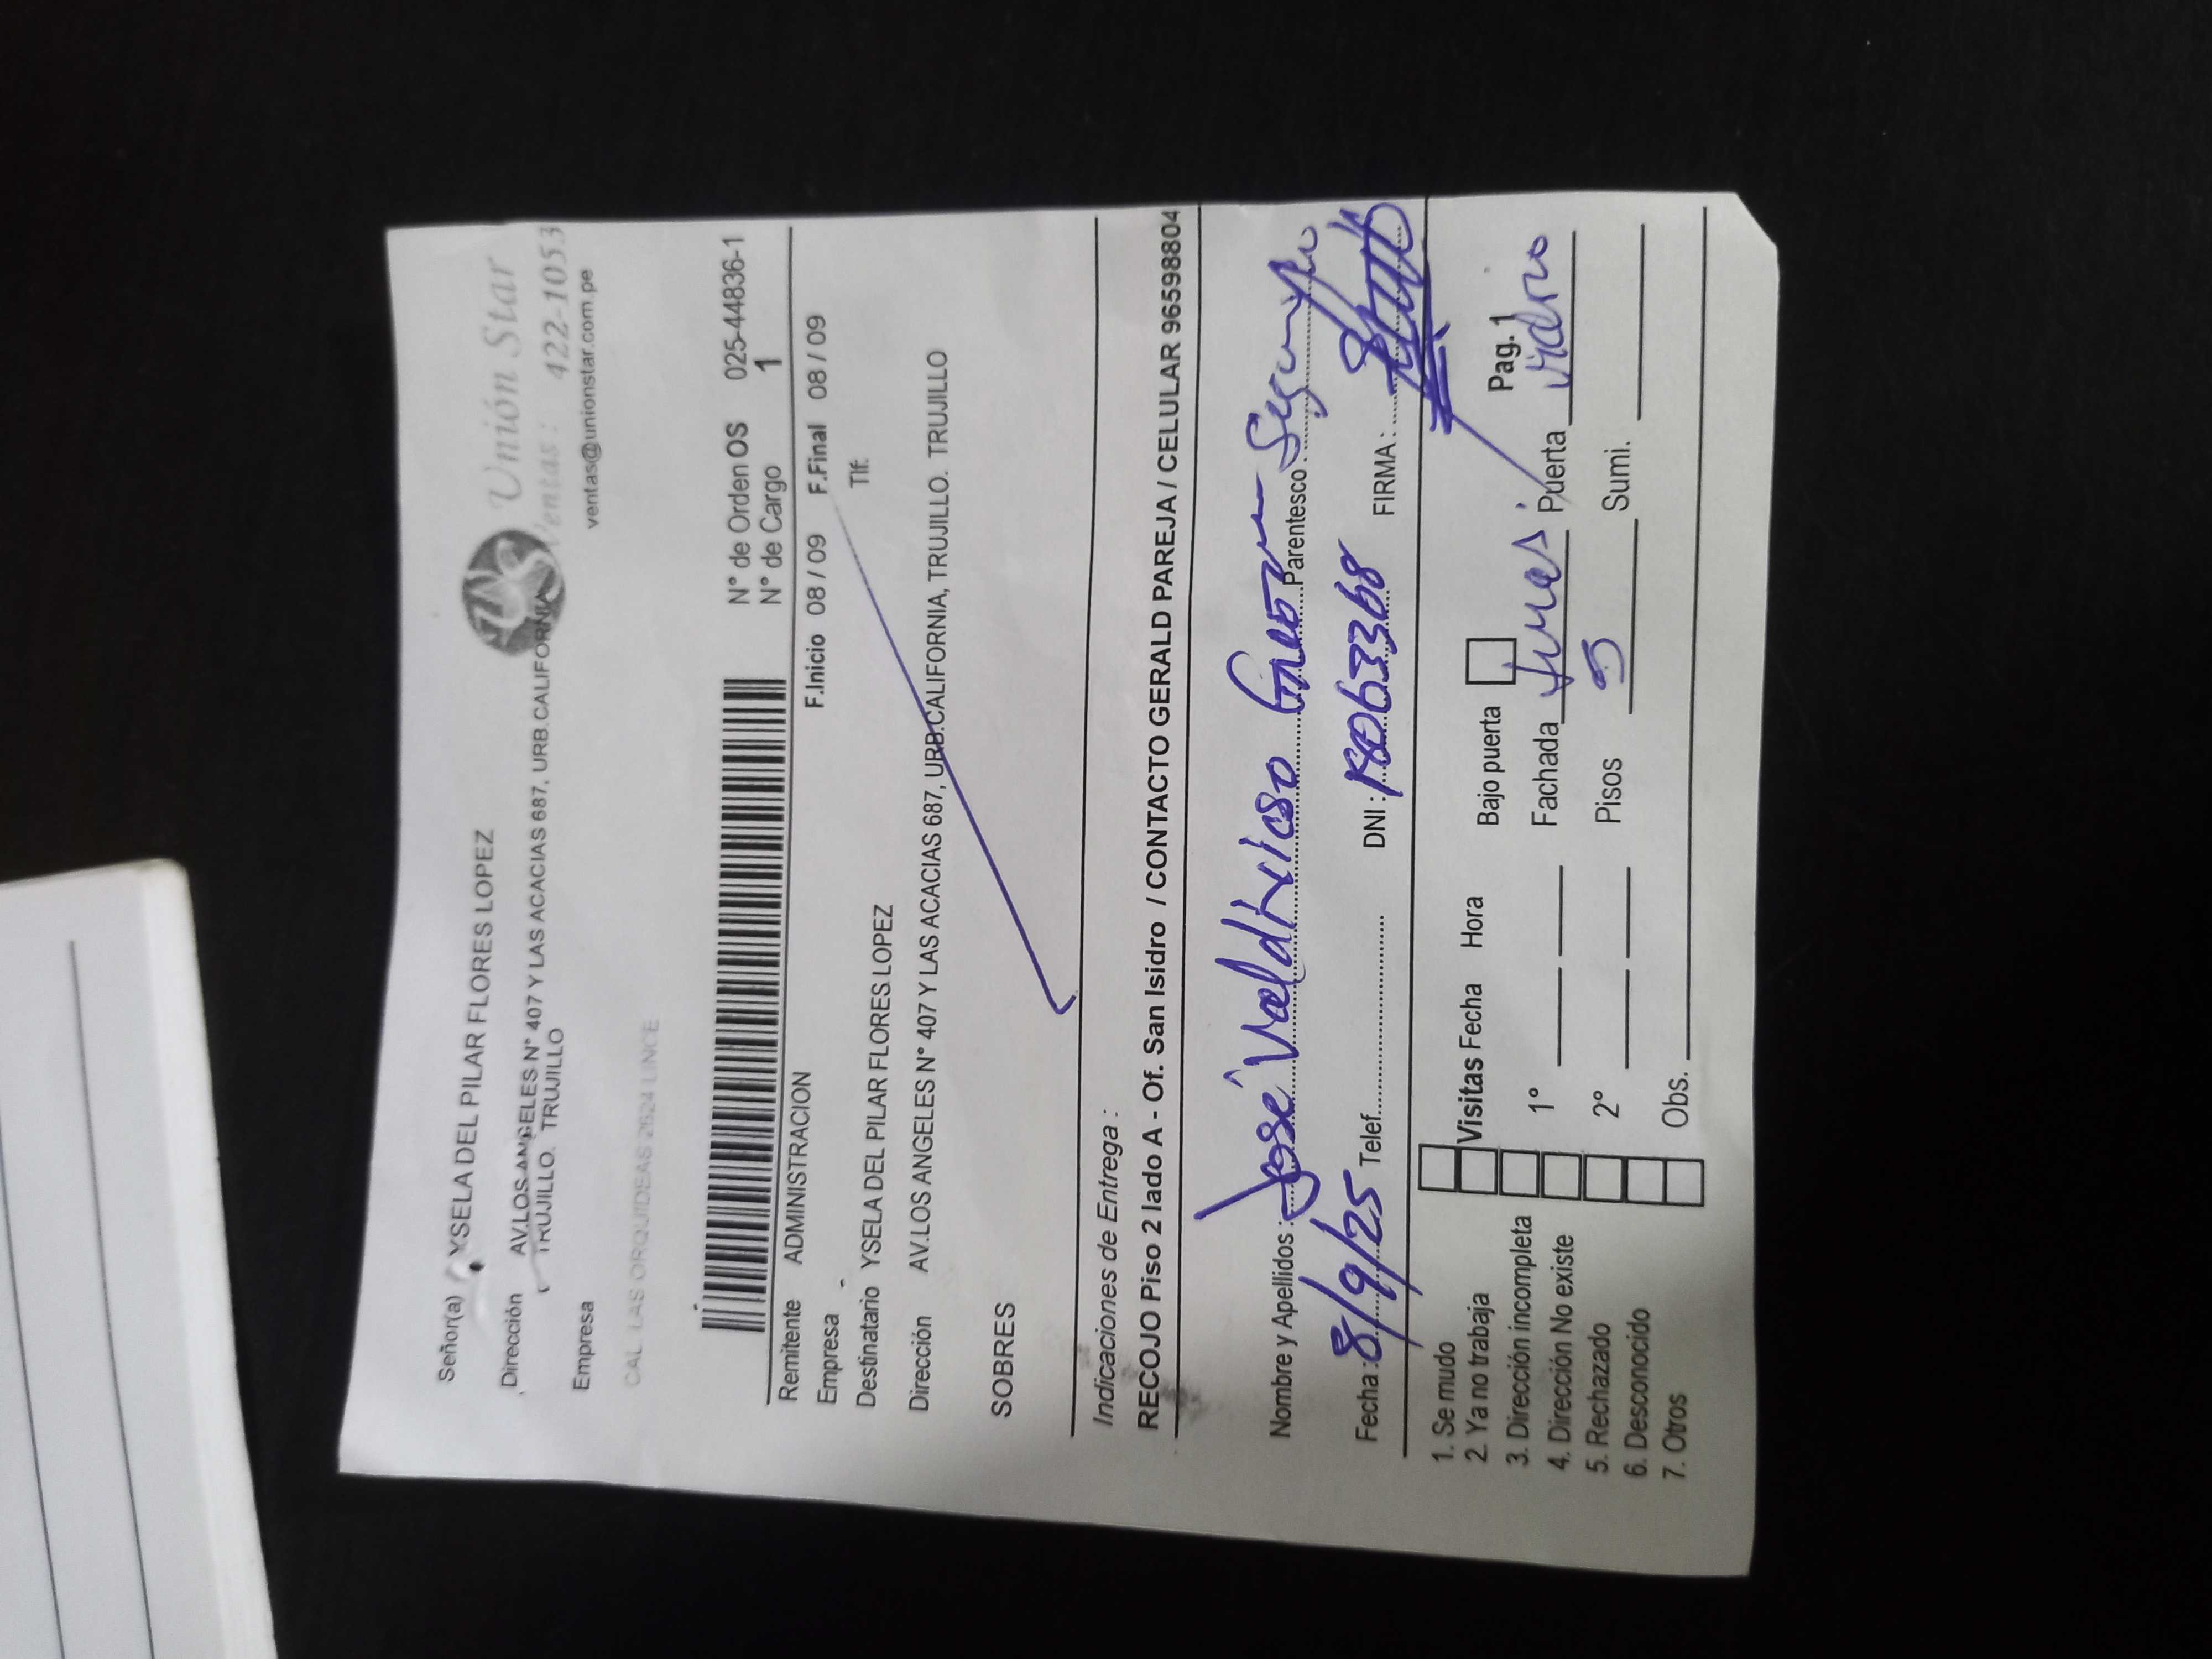 Señor(a) YSELA DEL PILAR FLORES LOPEZ
Unión Star
Dirección AV.LOS ANGELES N° 407 Y LAS ACACIAS 687, URB.CALIFORNIA,
TRUJILLO. TRUJILLO
Ventas: 422-1053
Empresa
ventas@unionstar.com.pe
CAL. LAS ORQUIDEAS 2624 LINCE
N° de Orden OS 025-44836-1
N° de Cargo 1
Remitente ADMINISTRACION F.Inicio 08 / 09 F.Final 08 / 09
Empresa -
Tlf.
Destinatario YSELA DEL PILAR FLORES LOPEZ
Dirección AV.LOS ANGELES N° 407 Y LAS ACACIAS 687, URB.CALIFORNIA, TRUJILLO. TRUJILLO
SOBRES
Indicaciones de Entrega :
RECOJO Piso 2 lado A - Of. San Isidro / CONTACTO GERALD PAREJA / CELULAR 96598804
Nombre y Apellidos : José Valdivieso Parentesco :
Fecha : 8/9/25 Telef. DNI : 18063368 FIRMA :
1. Se mudo
2. Ya no trabaja Visitas Fecha Hora Bajo puerta Pag. 1
3. Dirección incompleta
4. Dirección No existe 1° Fachada Puerta vidrio
5. Rechazado
6. Desconocido 2° Pisos 5 Sumi.
7. Otros Obs.